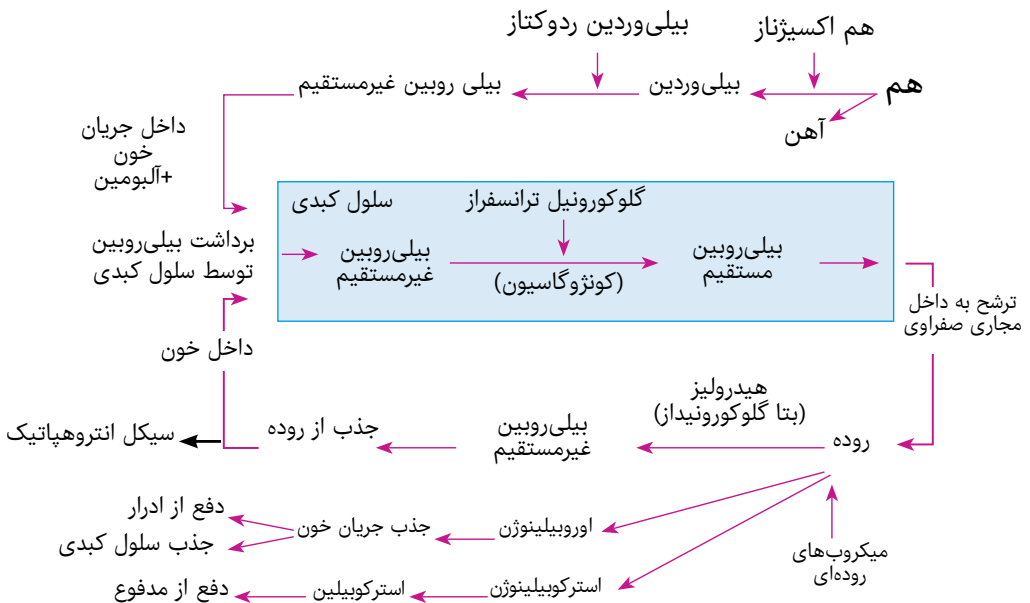 هم اکسیژناز
بیلی‌وردین ردوکتاز
هم
بیلی‌وردین
بیلی روبین غیرمستقیم
آهن
داخل جریان
خون
+آلبومین
سلول کبدی
گلوکورونیل ترانسفراز
برداشت بیلی‌روبین
توسط سلول کبدی
بیلی‌روبین
غیرمستقیم
(کونژوگاسیون)
بیلی‌روبین
مستقیم
ترشح به داخل
مجاری صفراوی
داخل خون
هیدرولیز
(بتا گلوکورونیداز)
روده
بیلی‌روبین
غیرمستقیم
جذب از روده
سیکل انتروهپاتیک
میکروب‌های
روده‌ای
اوروبیلینوژن
جذب جریان خون
دفع از ادرار
جذب سلول کبدی
استرکوبیلینوژن
استرکوبیلین
دفع از مدفوع